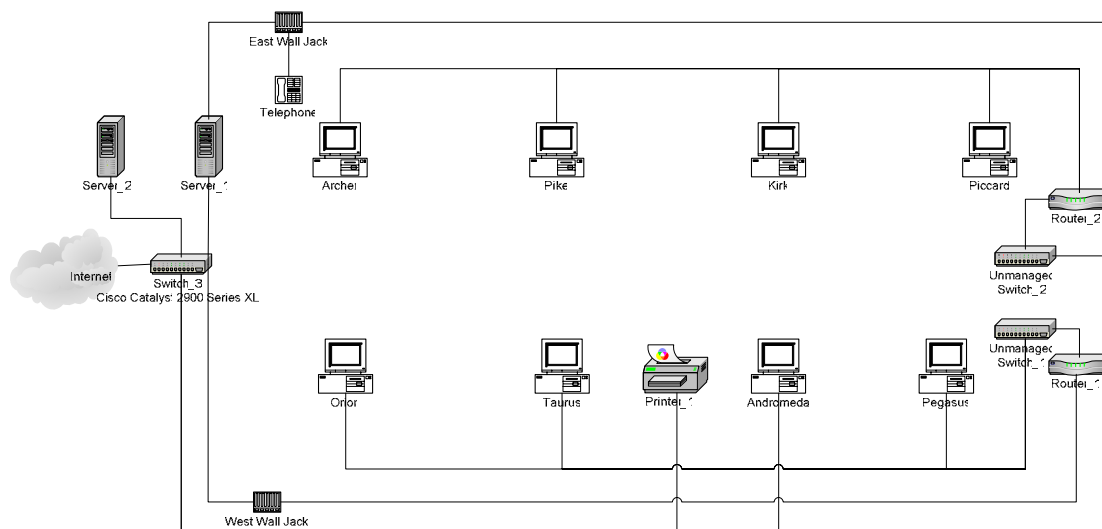 East Wall Jack
Telephone
Server_2
Server_1
Archer
Pike
Kirk
Piccard
Router_2
Internet
Switch_3
Cisco Catalyst 2900 Series XL
Unmanaged
Switch_2
Unmanaged
Switch_1
Router_1
Orion
Taurus
Printer_1
Andromeda
Pegasus
West Wall Jack